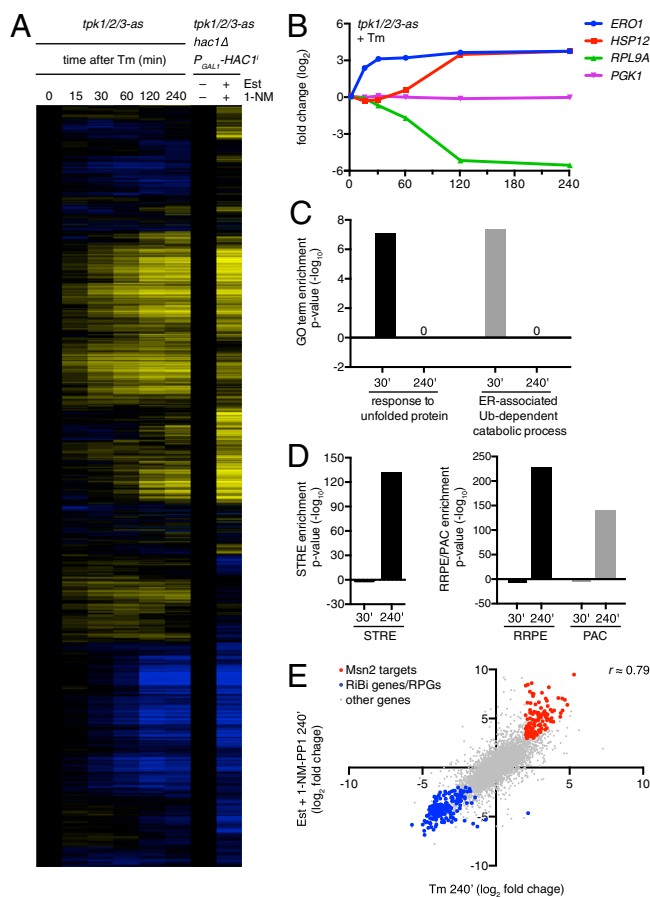 A
tpk1/2/3-as
tpk1/2/3-as
hac1Δ
P_GAL1-HAC1^i
time after Tm (min)
– + Est
0 15 30 60 120 240 – + 1-NM
B
tpk1/2/3-as
+ Tm
fold change (log2)
6
3
0
-3
-6
0 60 120 180 240
ERO1
HSP12
RPL9A
PGK1
C
GO term enrichment
p-value (-log10)
8
6
4
2
0
-2
0 0
30' 240' 30' 240'
response to
unfolded protein
ER-associated
Ub-dependent
catabolic process
D
STRE enrichment
p-value (-log10)
150
120
90
60
30
0
-30
30' 240'
STRE
RRPE/PAC enrichment
p-value (-log10)
250
200
150
100
50
0
-50
30' 240' 30' 240'
RRPE PAC
E
Msn2 targets
RiBi genes/RPGs
other genes
r ≈ 0.79
Est + 1-NM-PP1 240'
(log2 fold chage)
10
5
-10 -5 5 10
-5
-10
Tm 240' (log2 fold chage)